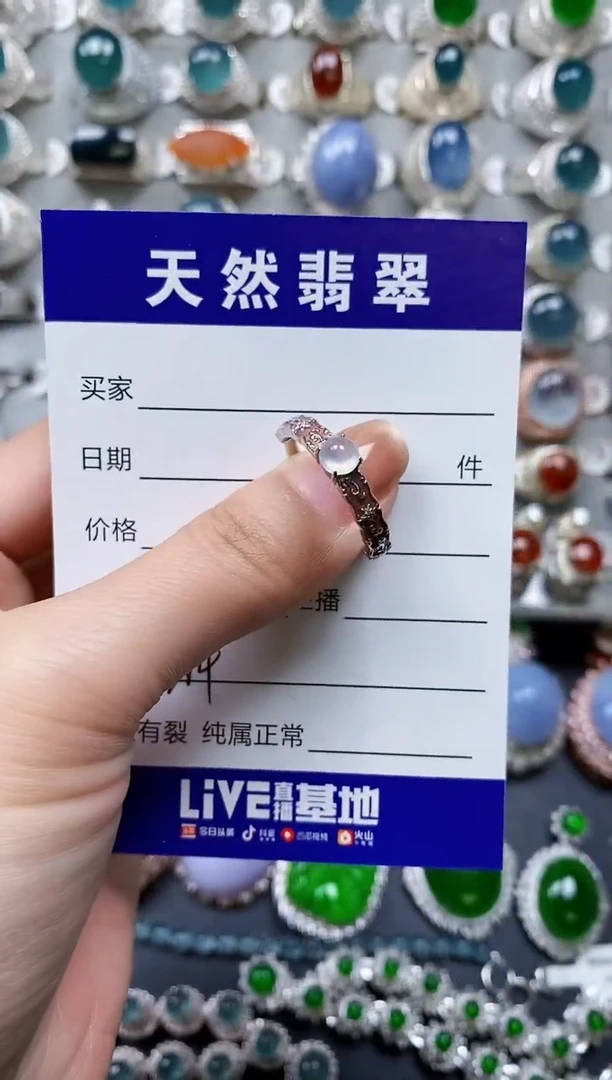 天然翡翠
买家
日期 件
价格
播
有裂 纯属正常
LiVE直播基地
今日头条 抖音 西瓜视频 火山